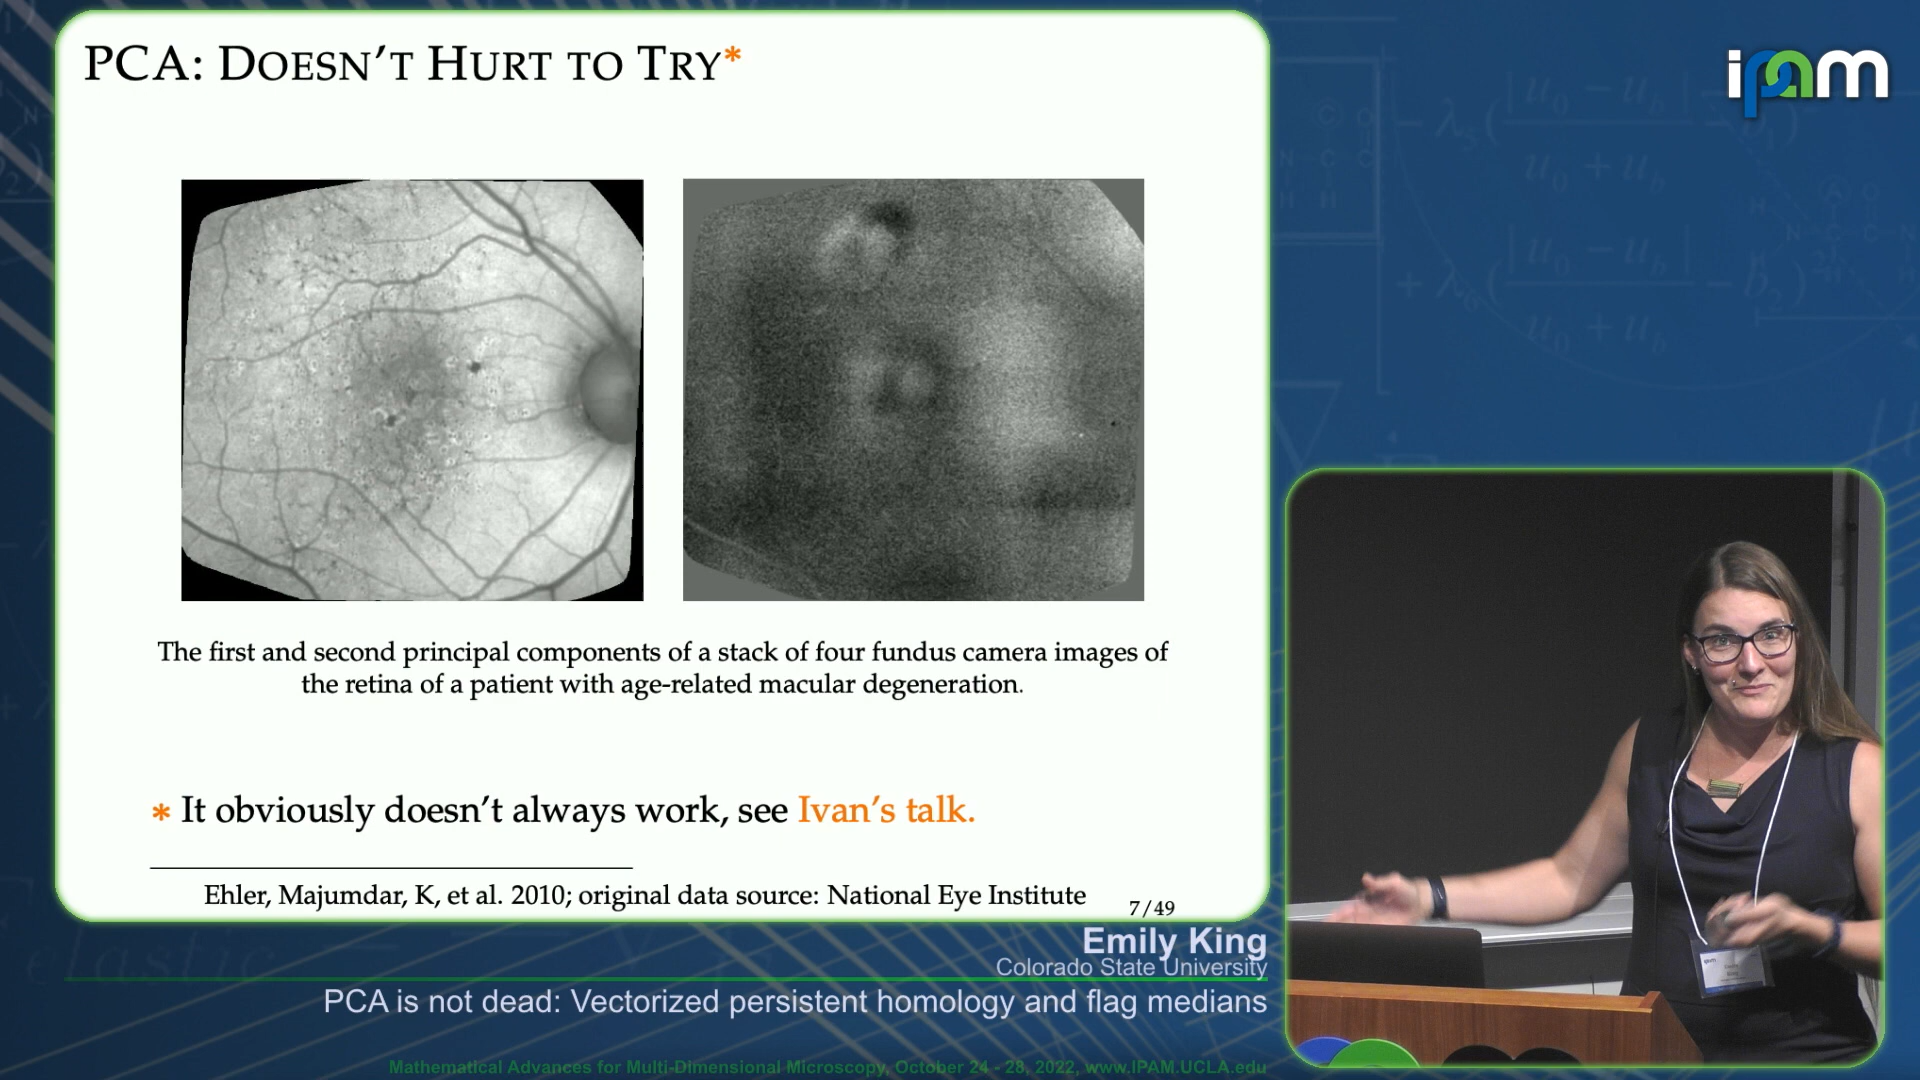 PCA: DOESN'T HURT TO TRY*
The first and second principal components of a stack of four fundus camera images of
the retina of a patient with age-related macular degeneration.
* It obviously doesn't always work, see Ivan's talk.
Ehler, Majumdar, K, et al. 2010; original data source: National Eye Institute
7/49
Emily King
Colorado State University
PCA is not dead: Vectorized persistent homology and flag medians
Mathematical Advances for Multi-Dimensional Microscopy, October 24 - 28, 2022, www.IPAM.UCLA.edu
ipam
elastic